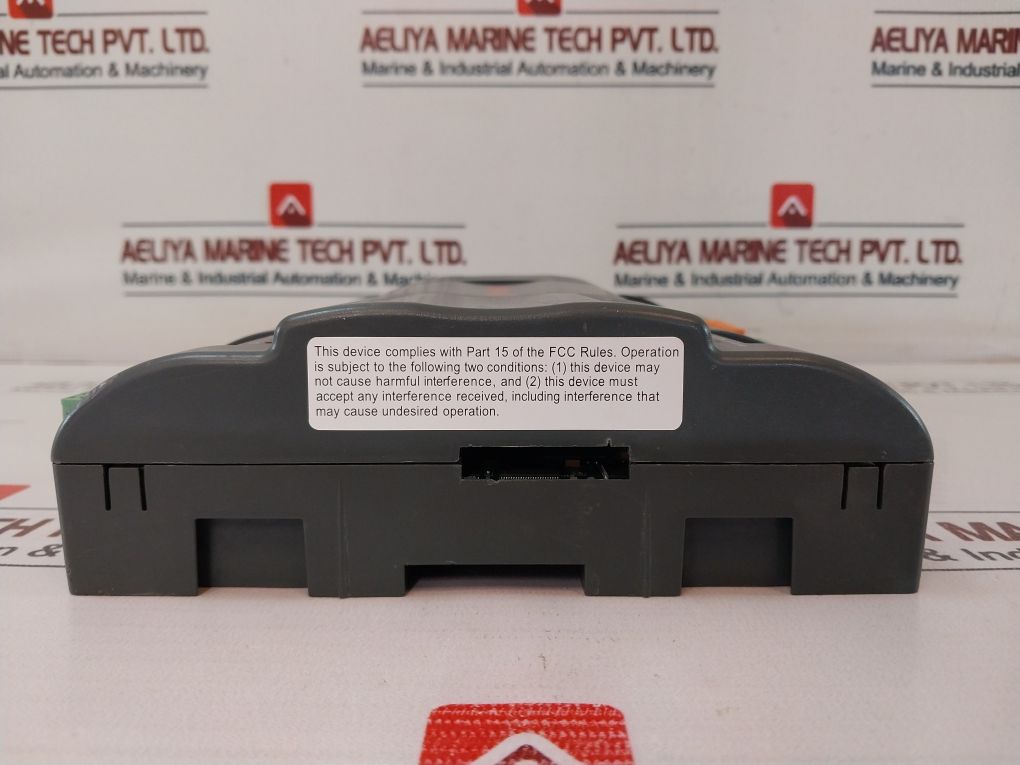 NE TECH PVT. LTD.
al Automation & Machinery
AELIYA MARINE TECH PVT. LTD.
Marine & Industrial Automation & Machinery
AELIYA MARIN
Marine & Industrial
AELIYA MARINE TECH PVT. LTD.
Marine & Industrial Automation & Machinery
AELIYA MARINE TECH PVT. LTD.
Marine & Industrial Automation & Machinery
This device complies with Part 15 of the FCC Rules. Operation
is subject to the following two conditions: (1) this device may
not cause harmful interference, and (2) this device must
accept any interference received, including interference that
may cause undesired operation.